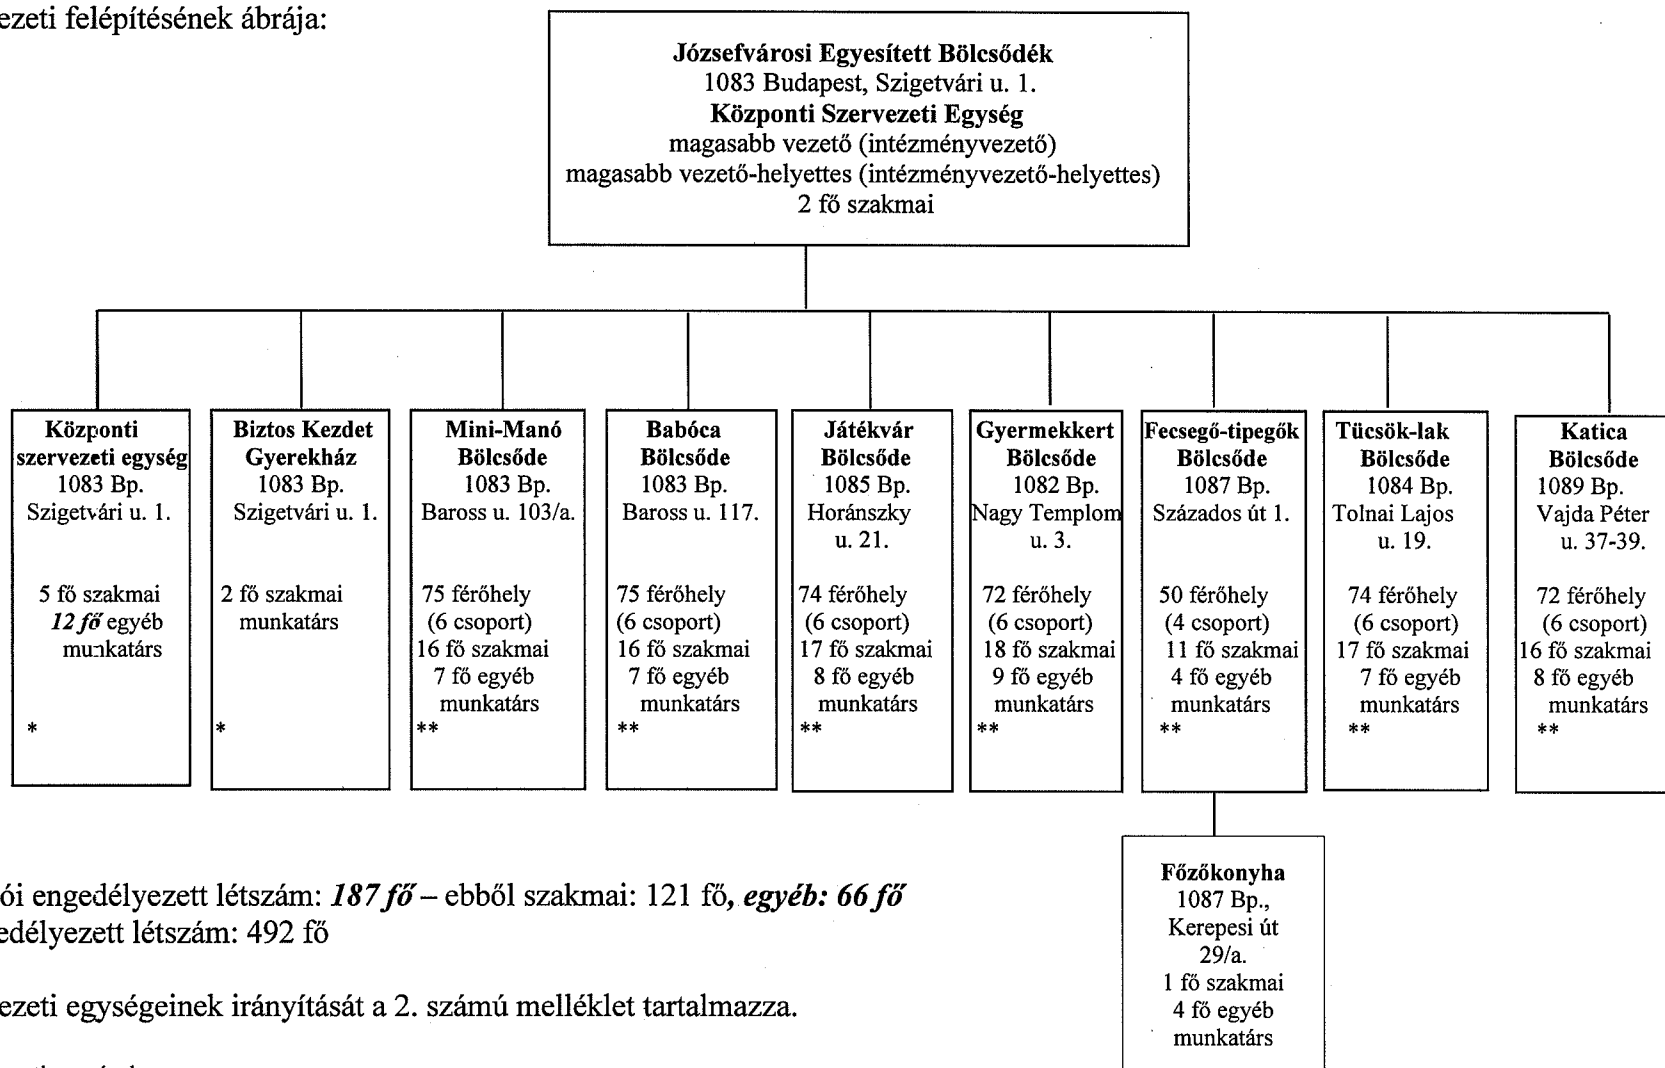 ezeti felépítésének ábrája:
Józsefvárosi Egyesített Bölcsődék
1083 Budapest, Szigetvári u. 1.
Központi Szervezeti Egység
magasabb vezető (intézményvezető)
magasabb vezető-helyettes (intézményvezető-helyettes)
2 fő szakmai
Központi
szervezeti egység
1083 Bp.
Szigetvári u. 1.
5 fő szakmai
12 fő egyéb
munkatárs
*
Biztos Kezdet
Gyerekház
1083 Bp.
Szigetvári u. 1.
2 fő szakmai
munkatárs
*
Mini-Manó
Bölcsőde
1083 Bp.
Baross u. 103/a.
75 férőhely
(6 csoport)
16 fő szakmai
7 fő egyéb
munkatárs
**
Babóca
Bölcsőde
1083 Bp.
Baross u. 117.
75 férőhely
(6 csoport)
16 fő szakmai
7 fő egyéb
munkatárs
**
Játékvár
Bölcsőde
1085 Bp.
Horánszky
u. 21.
74 férőhely
(6 csoport)
17 fő szakmai
8 fő egyéb
munkatárs
**
Gyermekkert
Bölcsőde
1082 Bp.
Nagy Templom
u. 3.
72 férőhely
(6 csoport)
18 fő szakmai
9 fő egyéb
munkatárs
**
Fecsegő-tipegők
Bölcsőde
1087 Bp.
Százados út 1.
50 férőhely
(4 csoport)
11 fő szakmai
4 fő egyéb
munkatárs
**
Tücsök-lak
Bölcsőde
1084 Bp.
Tolnai Lajos
u. 19.
74 férőhely
(6 csoport)
17 fő szakmai
7 fő egyéb
munkatárs
**
Katica
Bölcsőde
1089 Bp.
Vajda Péter
u. 37-39.
72 férőhely
(6 csoport)
16 fő szakmai
8 fő egyéb
munkatárs
**
Főzőkonyha
1087 Bp.,
Kerepesi út
29/a.
1 fő szakmai
4 fő egyéb
munkatárs
ói engedélyezett létszám: 187 fő – ebből szakmai: 121 fő, egyéb: 66 fő
edélyezett létszám: 492 fő
ezeti egységeinek irányítását a 2. számú melléklet tartalmazza.